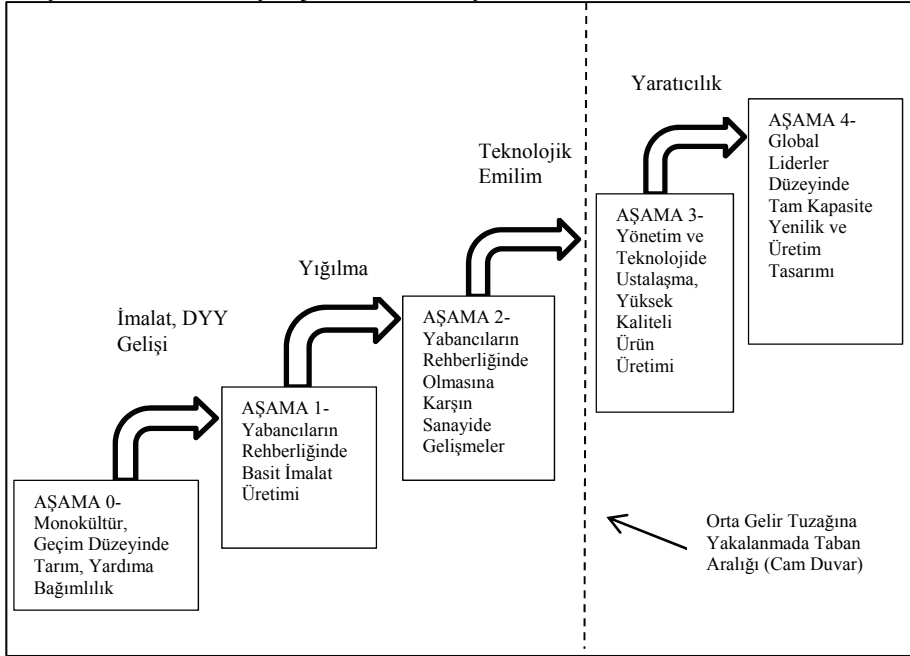 Yaratıcılık
AŞAMA 4-
Global
Liderler
Düzeyinde
Tam Kapasite
Yenilik ve
Üretim
Tasarımı
Teknolojik
Emilim
AŞAMA 3-
Yönetim ve
Teknolojide
Ustalaşma,
Yüksek
Kaliteli
Ürün
Üretimi
Yığılma
AŞAMA 2-
Yabancıların
Rehberliğinde
Olmasına
Karşın
Sanayide
Gelişmeler
İmalat, DYY
Gelişi
AŞAMA 1-
Yabancıların
Rehberliğinde
Basit İmalat
Üretimi
AŞAMA 0-
Monokültür,
Geçim Düzeyinde
Tarım, Yardıma
Bağımlılık
Orta Gelir Tuzağına
Yakalanmada Taban
Aralığı (Cam Duvar)